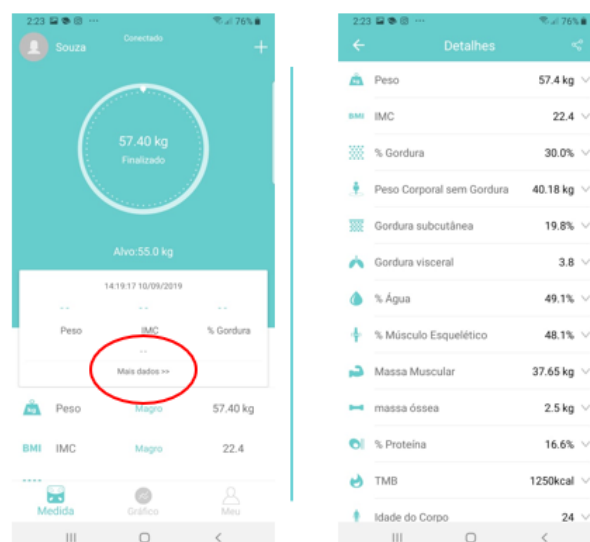 2:23 ... 76%
Souza
Conectado
+
57.40 kg
Finalizado
Alvo:55.0 kg
14:19:17 10/09/2019
-- -- --
Peso IMC % Gordura
--
Mais dados >>
kg Peso Magro 57,40 kg
BMI IMC Magro 22.4
Medida Gráfico Meu
2:23 ... 76%
Detalhes
kg Peso 57.4 kg
BMI IMC 22.4
% Gordura 30.0%
Peso Corporal sem Gordura 40.18 kg
Gordura subcutânea 19.8%
Gordura visceral 3.8
% Água 49.1%
% Músculo Esquelético 48.1%
Massa Muscular 37.65 kg
massa óssea 2.5 kg
% Proteína 16.6%
TMB 1250kcal
Idade do Corpo 24